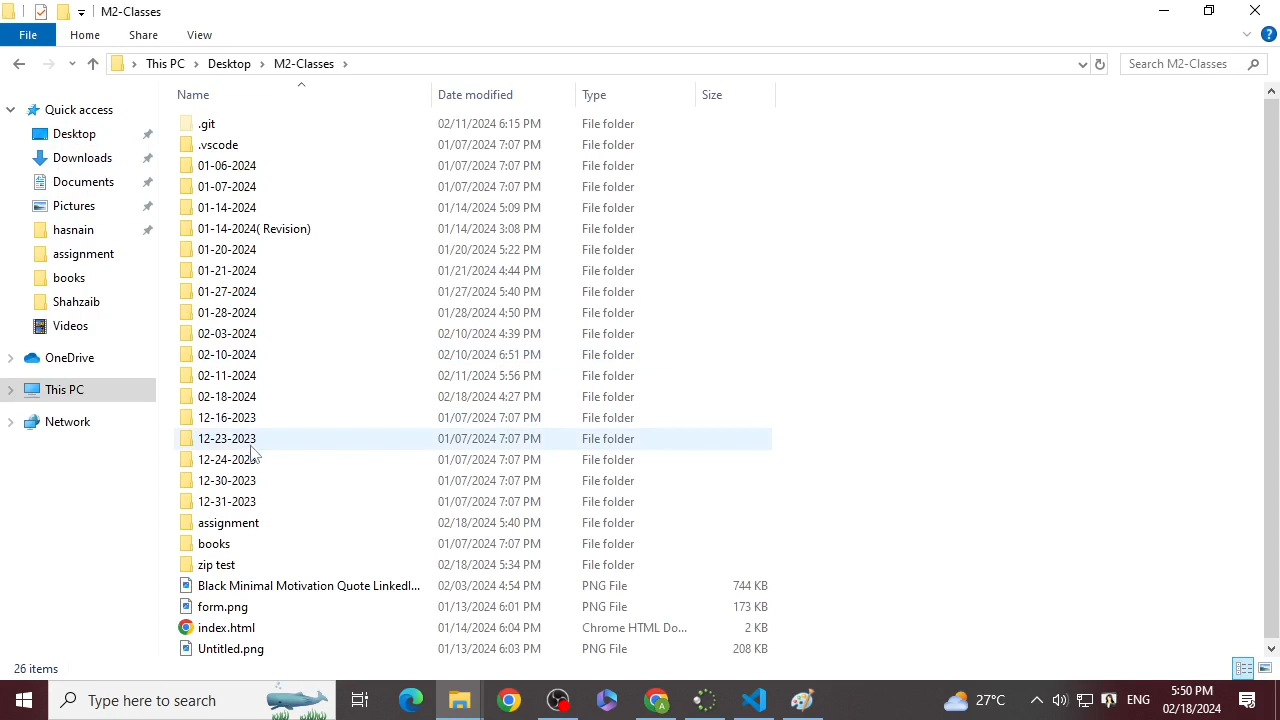 M2-Classes
File Home Share View
This PC Desktop M2-Classes Search M2-Classes
Name Date modified Type Size
Quick access
Desktop
Downloads
Documents
Pictures
hasnain
assignment
books
Shahzaib
Videos
OneDrive
This PC
Network
.git 02/11/2024 6:15 PM File folder
.vscode 01/07/2024 7:07 PM File folder
01-06-2024 01/07/2024 7:07 PM File folder
01-07-2024 01/07/2024 7:07 PM File folder
01-14-2024 01/14/2024 5:09 PM File folder
01-14-2024( Revision) 01/14/2024 3:08 PM File folder
01-20-2024 01/20/2024 5:22 PM File folder
01-21-2024 01/21/2024 4:44 PM File folder
01-27-2024 01/27/2024 5:40 PM File folder
01-28-2024 01/28/2024 4:50 PM File folder
02-03-2024 02/10/2024 4:39 PM File folder
02-10-2024 02/10/2024 6:51 PM File folder
02-11-2024 02/11/2024 5:56 PM File folder
02-18-2024 02/18/2024 4:27 PM File folder
12-16-2023 01/07/2024 7:07 PM File folder
12-23-2023 01/07/2024 7:07 PM File folder
12-24-2023 01/07/2024 7:07 PM File folder
12-30-2023 01/07/2024 7:07 PM File folder
12-31-2023 01/07/2024 7:07 PM File folder
assignment 02/18/2024 5:40 PM File folder
books 01/07/2024 7:07 PM File folder
zip test 02/18/2024 5:34 PM File folder
Black Minimal Motivation Quote LinkedI... 02/03/2024 4:54 PM PNG File 744 KB
form.png 01/13/2024 6:01 PM PNG File 173 KB
index.html 01/14/2024 6:04 PM Chrome HTML Do... 2 KB
Untitled.png 01/13/2024 6:03 PM PNG File 208 KB
26 items
Type here to search 27°C ENG 5:50 PM
02/18/2024